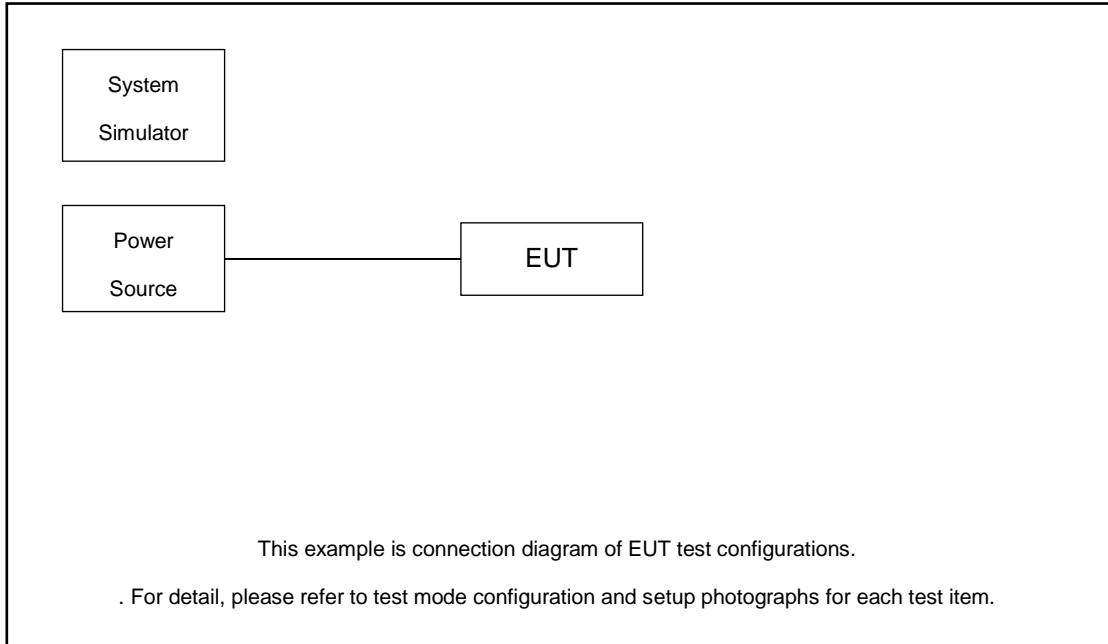 System
Simulator
Power
Source
EUT
This example is connection diagram of EUT test configurations.
. For detail, please refer to test mode configuration and setup photographs for each test item.